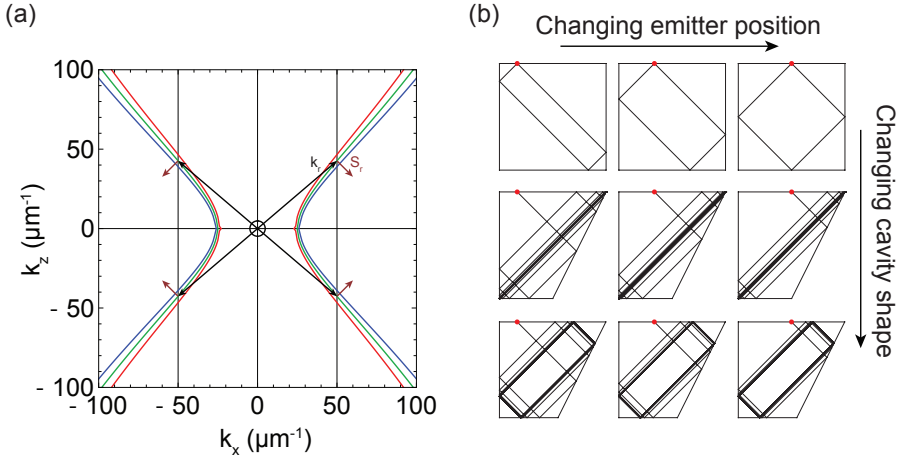 (a)
100
50
0
- 50
- 100
- 100
- 50
0
50
100
k_z (µm⁻¹)
k_x (µm⁻¹)
k_r
S_r
(b)
Changing emitter position
Changing cavity shape